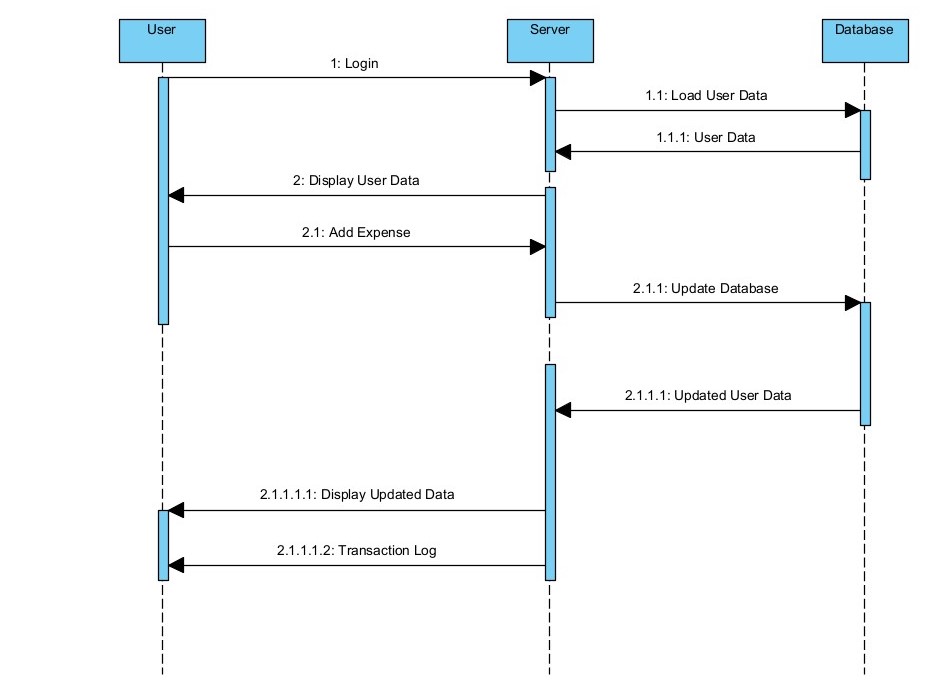 User
Server
Database
1: Login
1.1: Load User Data
1.1.1: User Data
2: Display User Data
2.1: Add Expense
2.1.1: Update Database
2.1.1.1: Updated User Data
2.1.1.1.1: Display Updated Data
2.1.1.1.2: Transaction Log